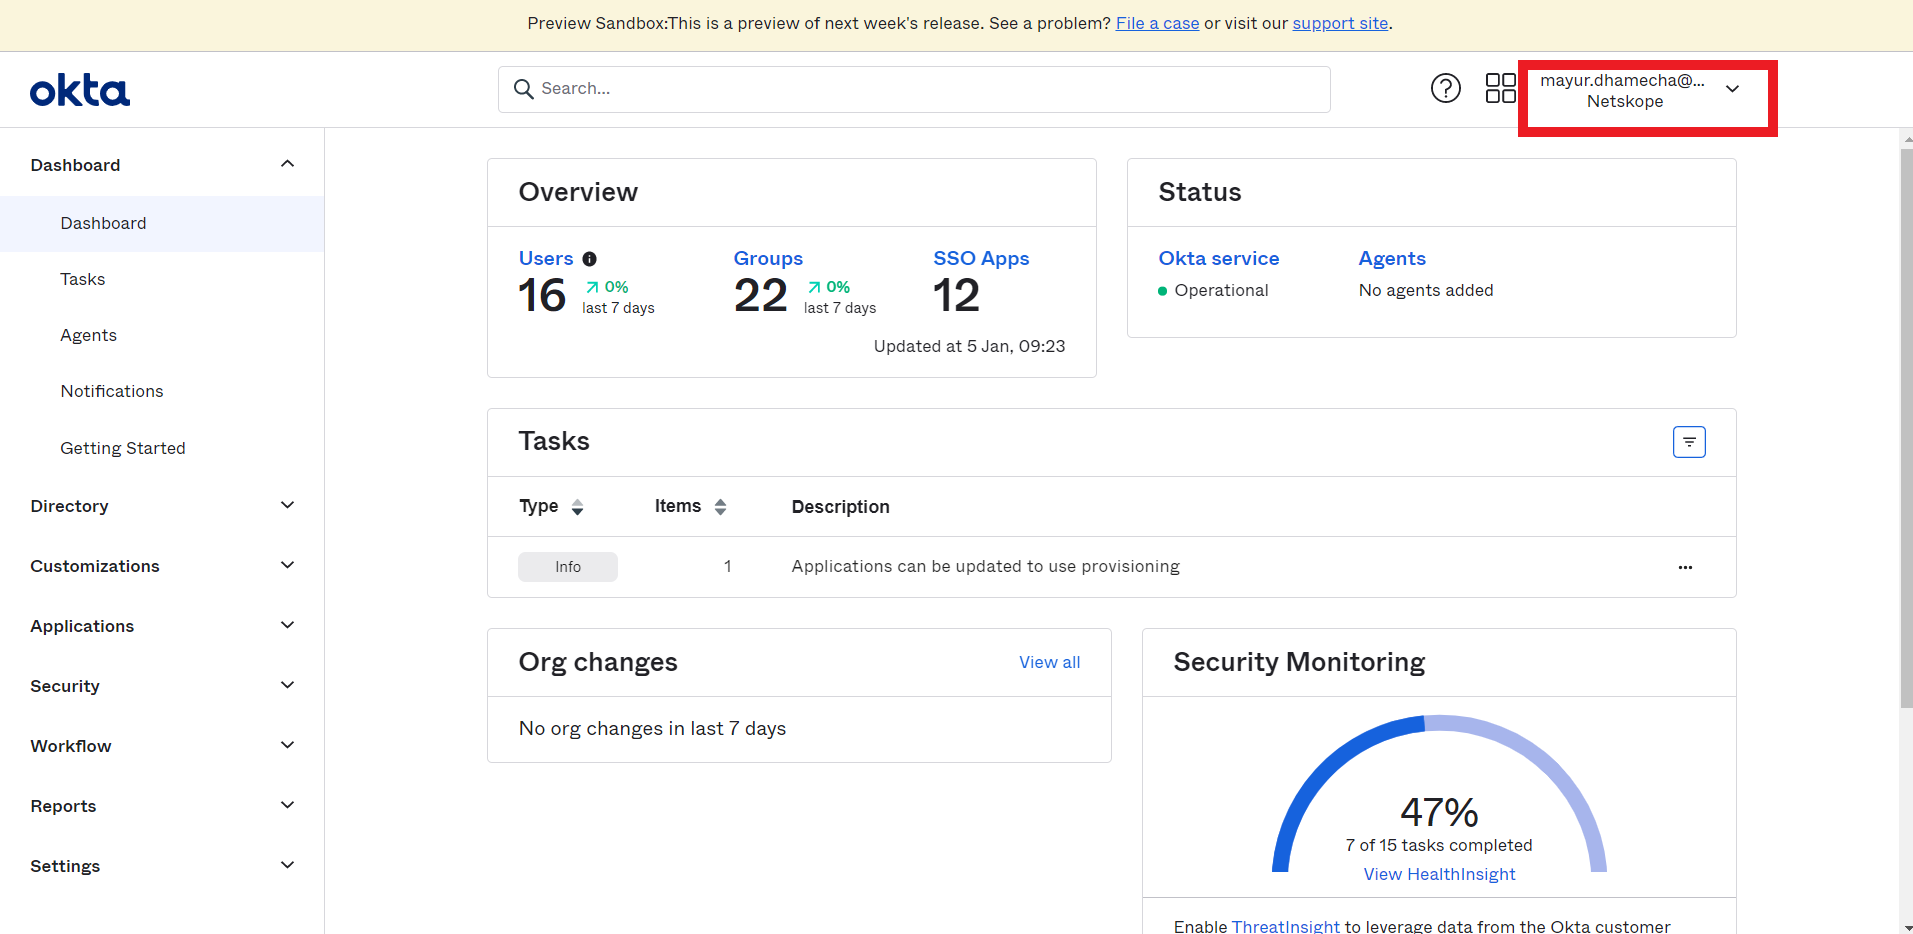 Preview Sandbox:This is a preview of next week's release. See a problem? File a case or visit our support site.
okta
Search...
mayur.dhamecha@...
Netskope
Dashboard
Dashboard
Tasks
Agents
Notifications
Getting Started
Directory
Customizations
Applications
Security
Workflow
Reports
Settings
Overview
Users Groups SSO Apps
16 0% last 7 days 22 0% last 7 days 12
Updated at 5 Jan, 09:23
Status
Okta service Agents
Operational No agents added
Tasks
Type Items Description
Info 1 Applications can be updated to use provisioning
Org changes View all
No org changes in last 7 days
Security Monitoring
47%
7 of 15 tasks completed
View HealthInsight
Enable ThreatInsight to leverage data from the Okta customer